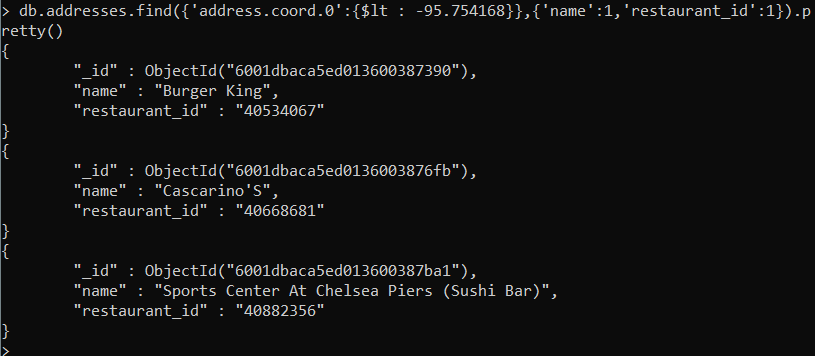 > db.addresses.find({'address.coord.0':{$lt : -95.754168}},{'name':1,'restaurant_id':1}).p
retty()
{
        "_id" : ObjectId("6001dbaca5ed013600387390"),
        "name" : "Burger King",
        "restaurant_id" : "40534067"
}
{
        "_id" : ObjectId("6001dbaca5ed0136003876fb"),
        "name" : "Cascarino'S",
        "restaurant_id" : "40668681"
}
{
        "_id" : ObjectId("6001dbaca5ed013600387ba1"),
        "name" : "Sports Center At Chelsea Piers (Sushi Bar)",
        "restaurant_id" : "40882356"
}
>